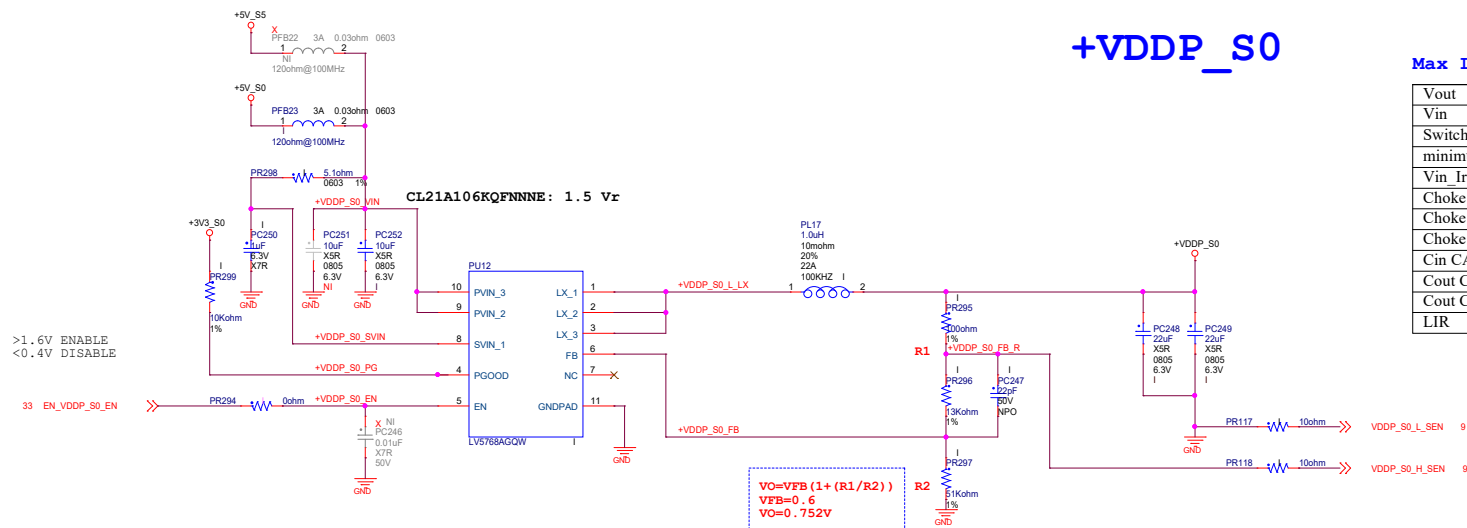 +VDDP_S0
+5V_S5
X
PFB22 3A 0.03ohm 0603
1 2
NI
120ohm@100MHz
+5V_S0
PFB23 3A 0.03ohm 0603
1 2
I
120ohm@100MHz
Max I
Vout
Vin
Switch
minim
Vin_Ir
Choke
Choke
Choke
Cin CA
Cout C
Cout C
LIR
PR298 I 5.1ohm
0603 1%
CL21A106KQFNNNE: 1.5 Vr
+VDDP_S0_VIN
+3V3_S0
I
PC250
1uF
6.3V
X7R
PC251
10uF
X5R
0805
6.3V
NI
I
PC252
10uF
X5R
0805
6.3V
I
GND
GND
GND
I
PR299
10Kohm
1%
PU12
10 PVIN_3
9 PVIN_2
8 SVIN_1
4 PGOOD
5 EN
LX_1 1
LX_2 2
LX_3 3
FB 6
NC 7
GNDPAD 11
LV5768AGQW I
GND
+VDDP_S0_SVIN
+VDDP_S0_PG
>1.6V ENABLE
<0.4V DISABLE
33 EN_VDDP_S0_EN
PR294 I 0ohm
+VDDP_S0_EN
X NI
PC246
0.01uF
X7R
50V
GND
+VDDP_S0_L_LX
PL17
1.0uH
10mohm
20%
22A
100KHZ I
1 2
+VDDP_S0
I
PR295
100ohm
1%
R1
+VDDP_S0_FB_R
I
PR296
13Kohm
1%
I
PC247
22pF
50V
NPO
+VDDP_S0_FB
I
PR297
R2
51Kohm
1%
GND
VO=VFB(1+(R1/R2))
VFB=0.6
VO=0.752V
PC248
22uF
X5R
0805
6.3V
I
PC249
22uF
X5R
0805
6.3V
I
GND
PR117 I 10ohm
VDDP_S0_L_SEN 9
PR118 I 10ohm
VDDP_S0_H_SEN 9